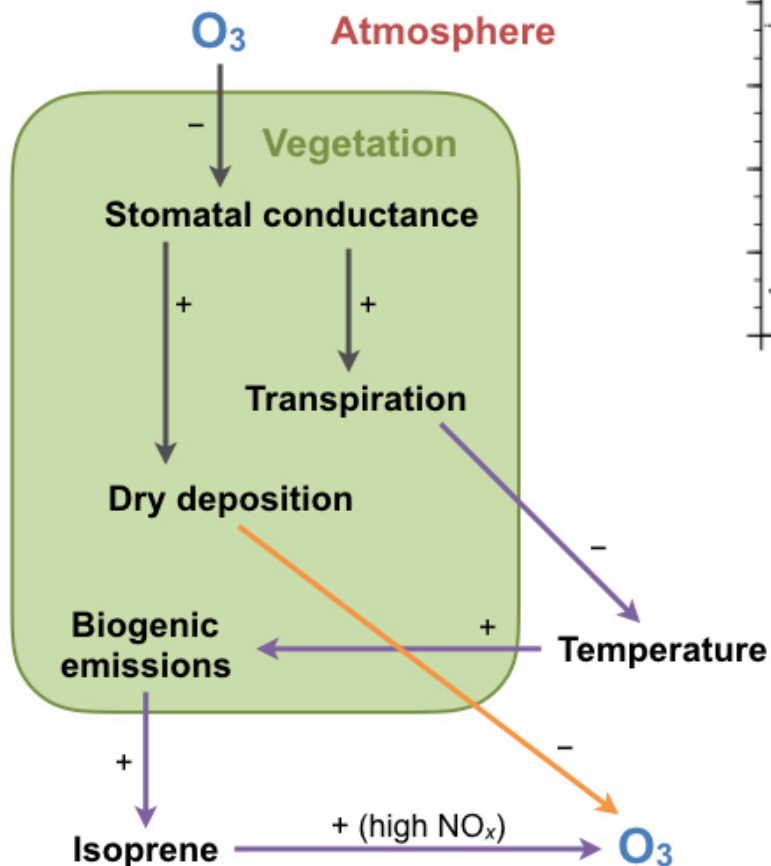 O₃ Atmosphere
–
Vegetation
Stomatal conductance
+ +
Transpiration
Dry deposition
–
Biogenic
emissions
+
Temperature
–
+
+ (high NOₓ)
Isoprene
O₃